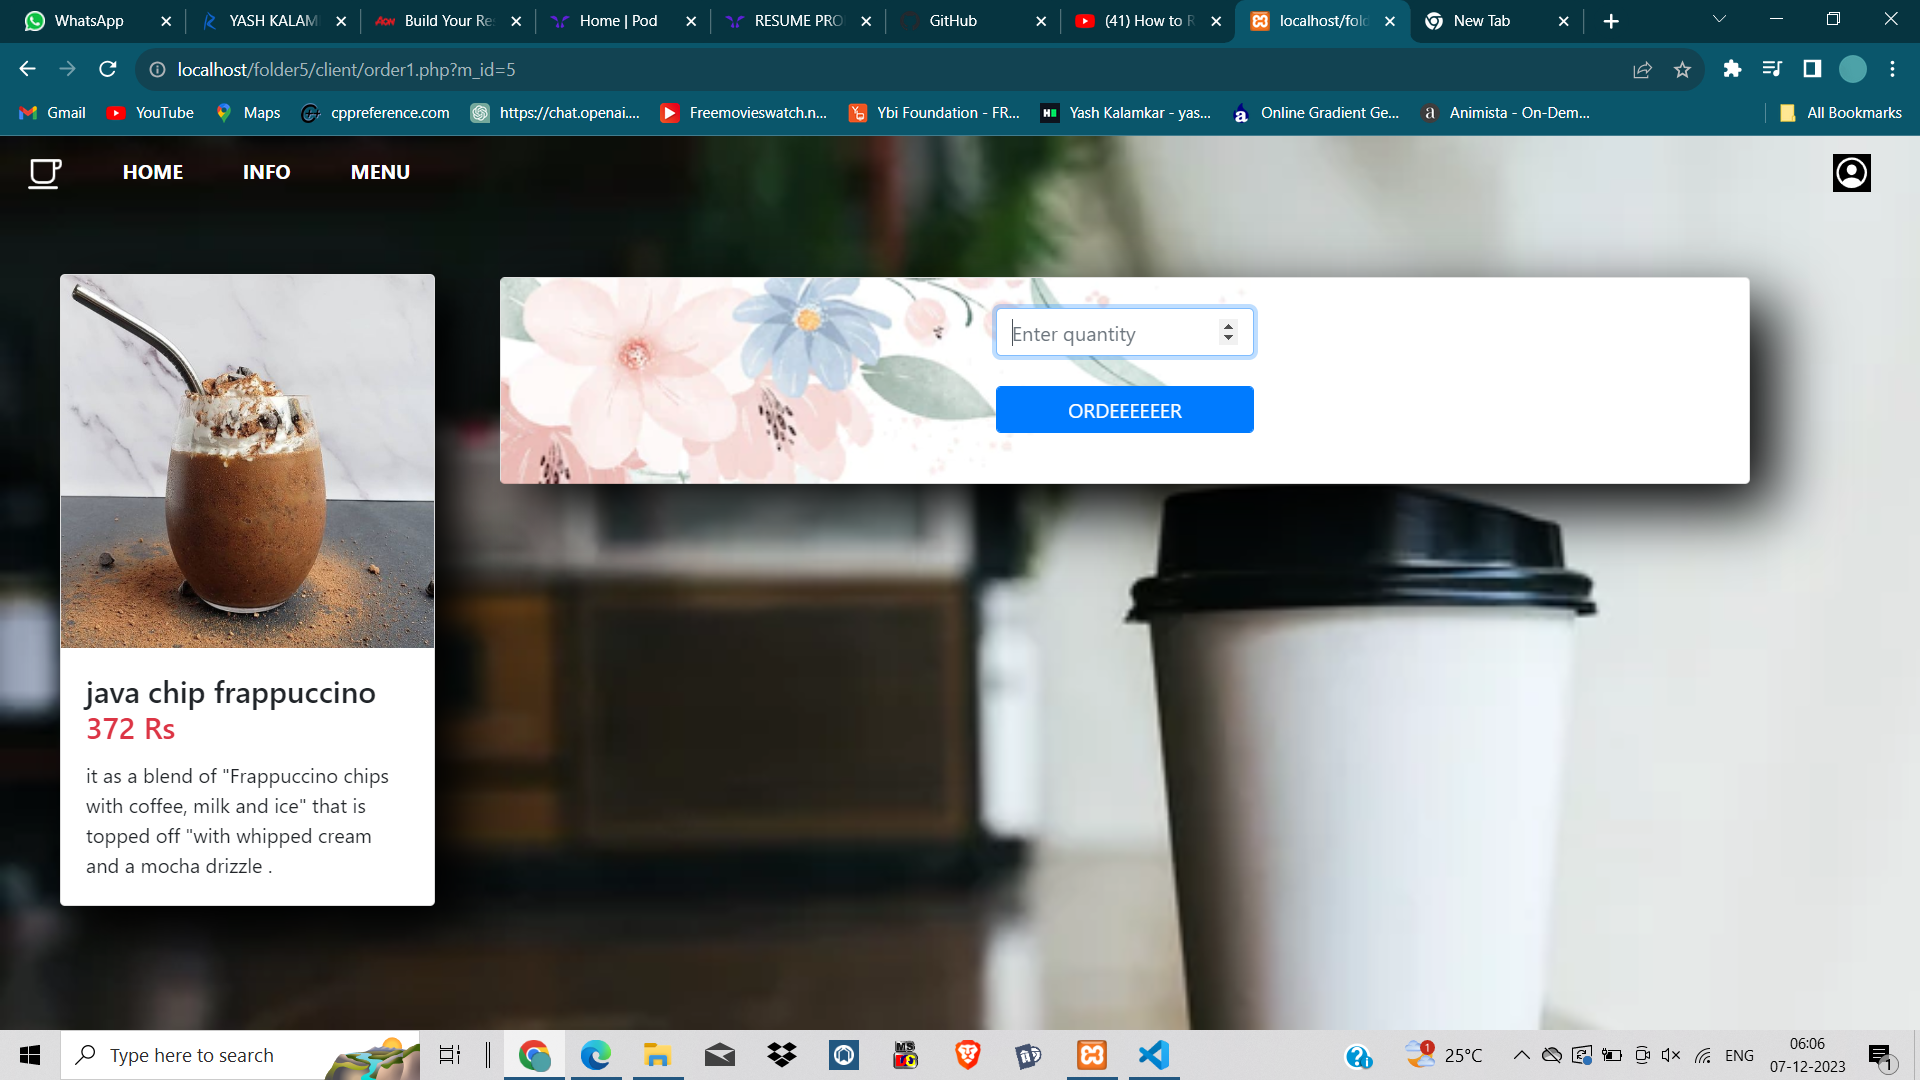 WhatsApp
YASH KALAM
Build Your Re
Home | Pod
RESUME PRO
GitHub
(41) How to R
localhost/fold
New Tab
localhost/folder5/client/order1.php?m_id=5
Gmail
YouTube
Maps
cppreference.com
https://chat.openai....
Freemovieswatch.n...
Ybi Foundation - FR...
Yash Kalamkar - yas...
Online Gradient Ge...
Animista - On-Dem...
All Bookmarks
HOME
INFO
MENU
Enter quantity
ORDEEEEEER
java chip frappuccino
372 Rs
it as a blend of "Frappuccino chips
with coffee, milk and ice" that is
topped off "with whipped cream
and a mocha drizzle .
Type here to search
1
25°C
ENG
06:06
07-12-2023
1